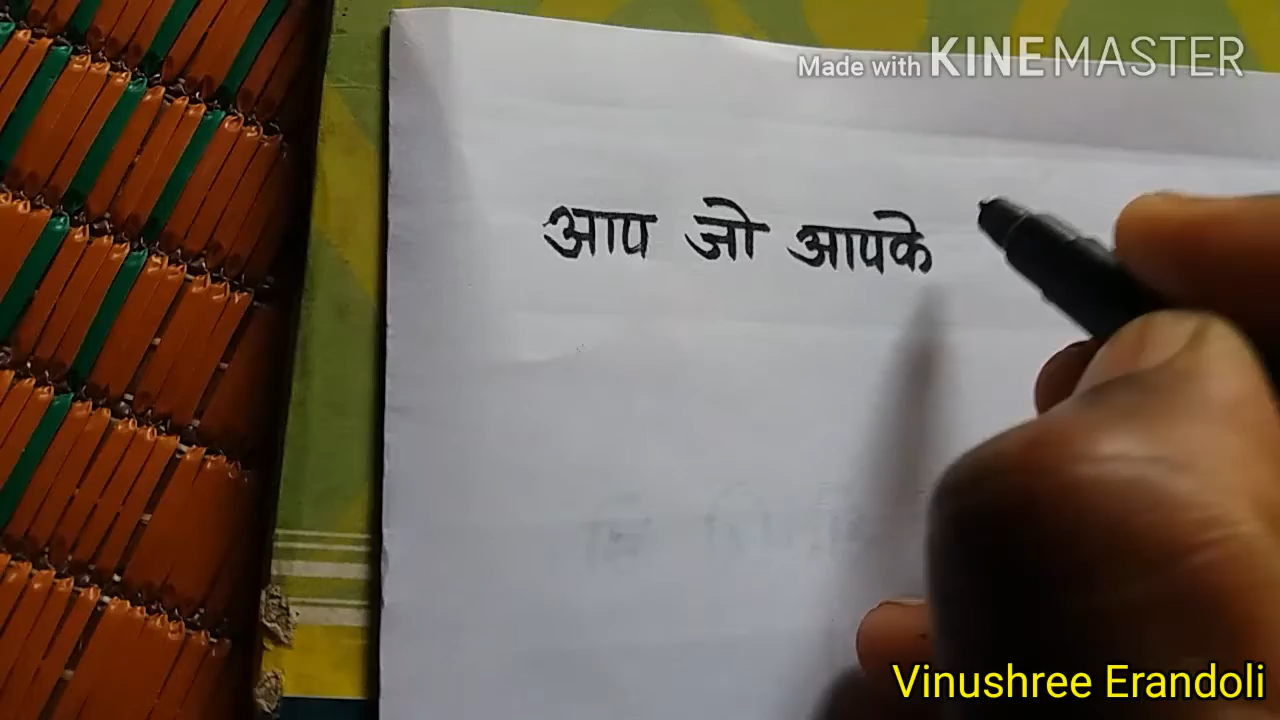 Made with KINEMASTER
आप जो आपके
Vinushree Erandoli